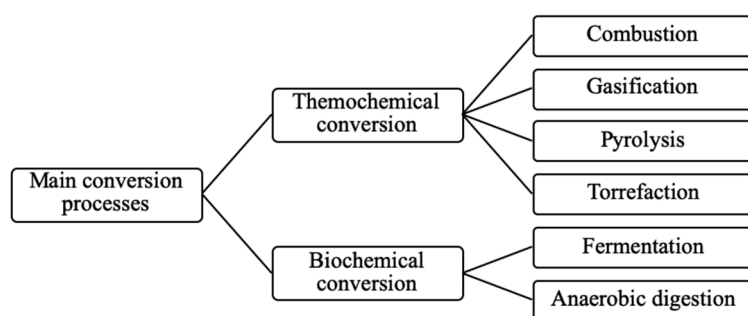 Combustion
Themochemical
conversion
Gasification
Pyrolysis
Main conversion
processes
Torrefaction
Biochemical
conversion
Fermentation
Anaerobic digestion